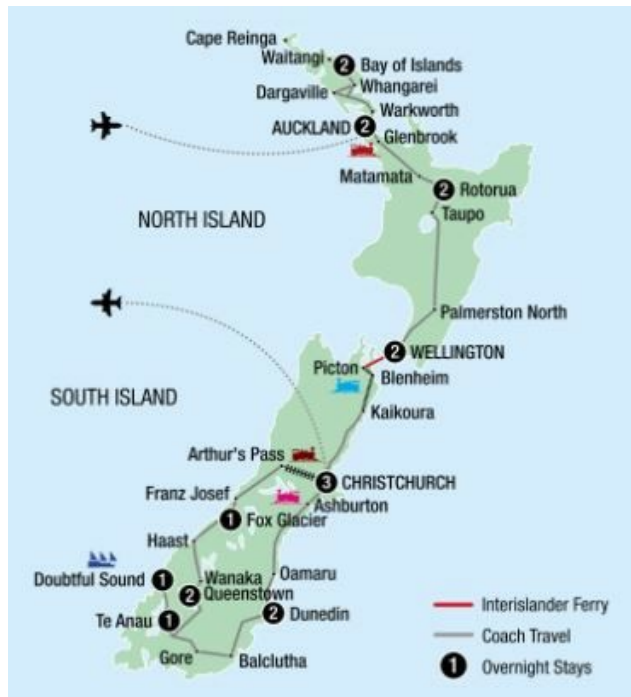 Cape Reinga
Waitangi
2 Bay of Islands
Whangarei
Dargaville
Warkworth
AUCKLAND 2
Glenbrook
Matamata
2 Rotorua
Taupo
NORTH ISLAND
Palmerston North
2 WELLINGTON
Picton
Blenheim
SOUTH ISLAND
Kaikoura
Arthur's Pass
3 CHRISTCHURCH
Franz Josef
Ashburton
1 Fox Glacier
Haast
Doubtful Sound 1
Wanaka
Oamaru
2 Queenstown
Te Anau 1
2 Dunedin
Gore
Balclutha
Interislander Ferry
Coach Travel
1 Overnight Stays